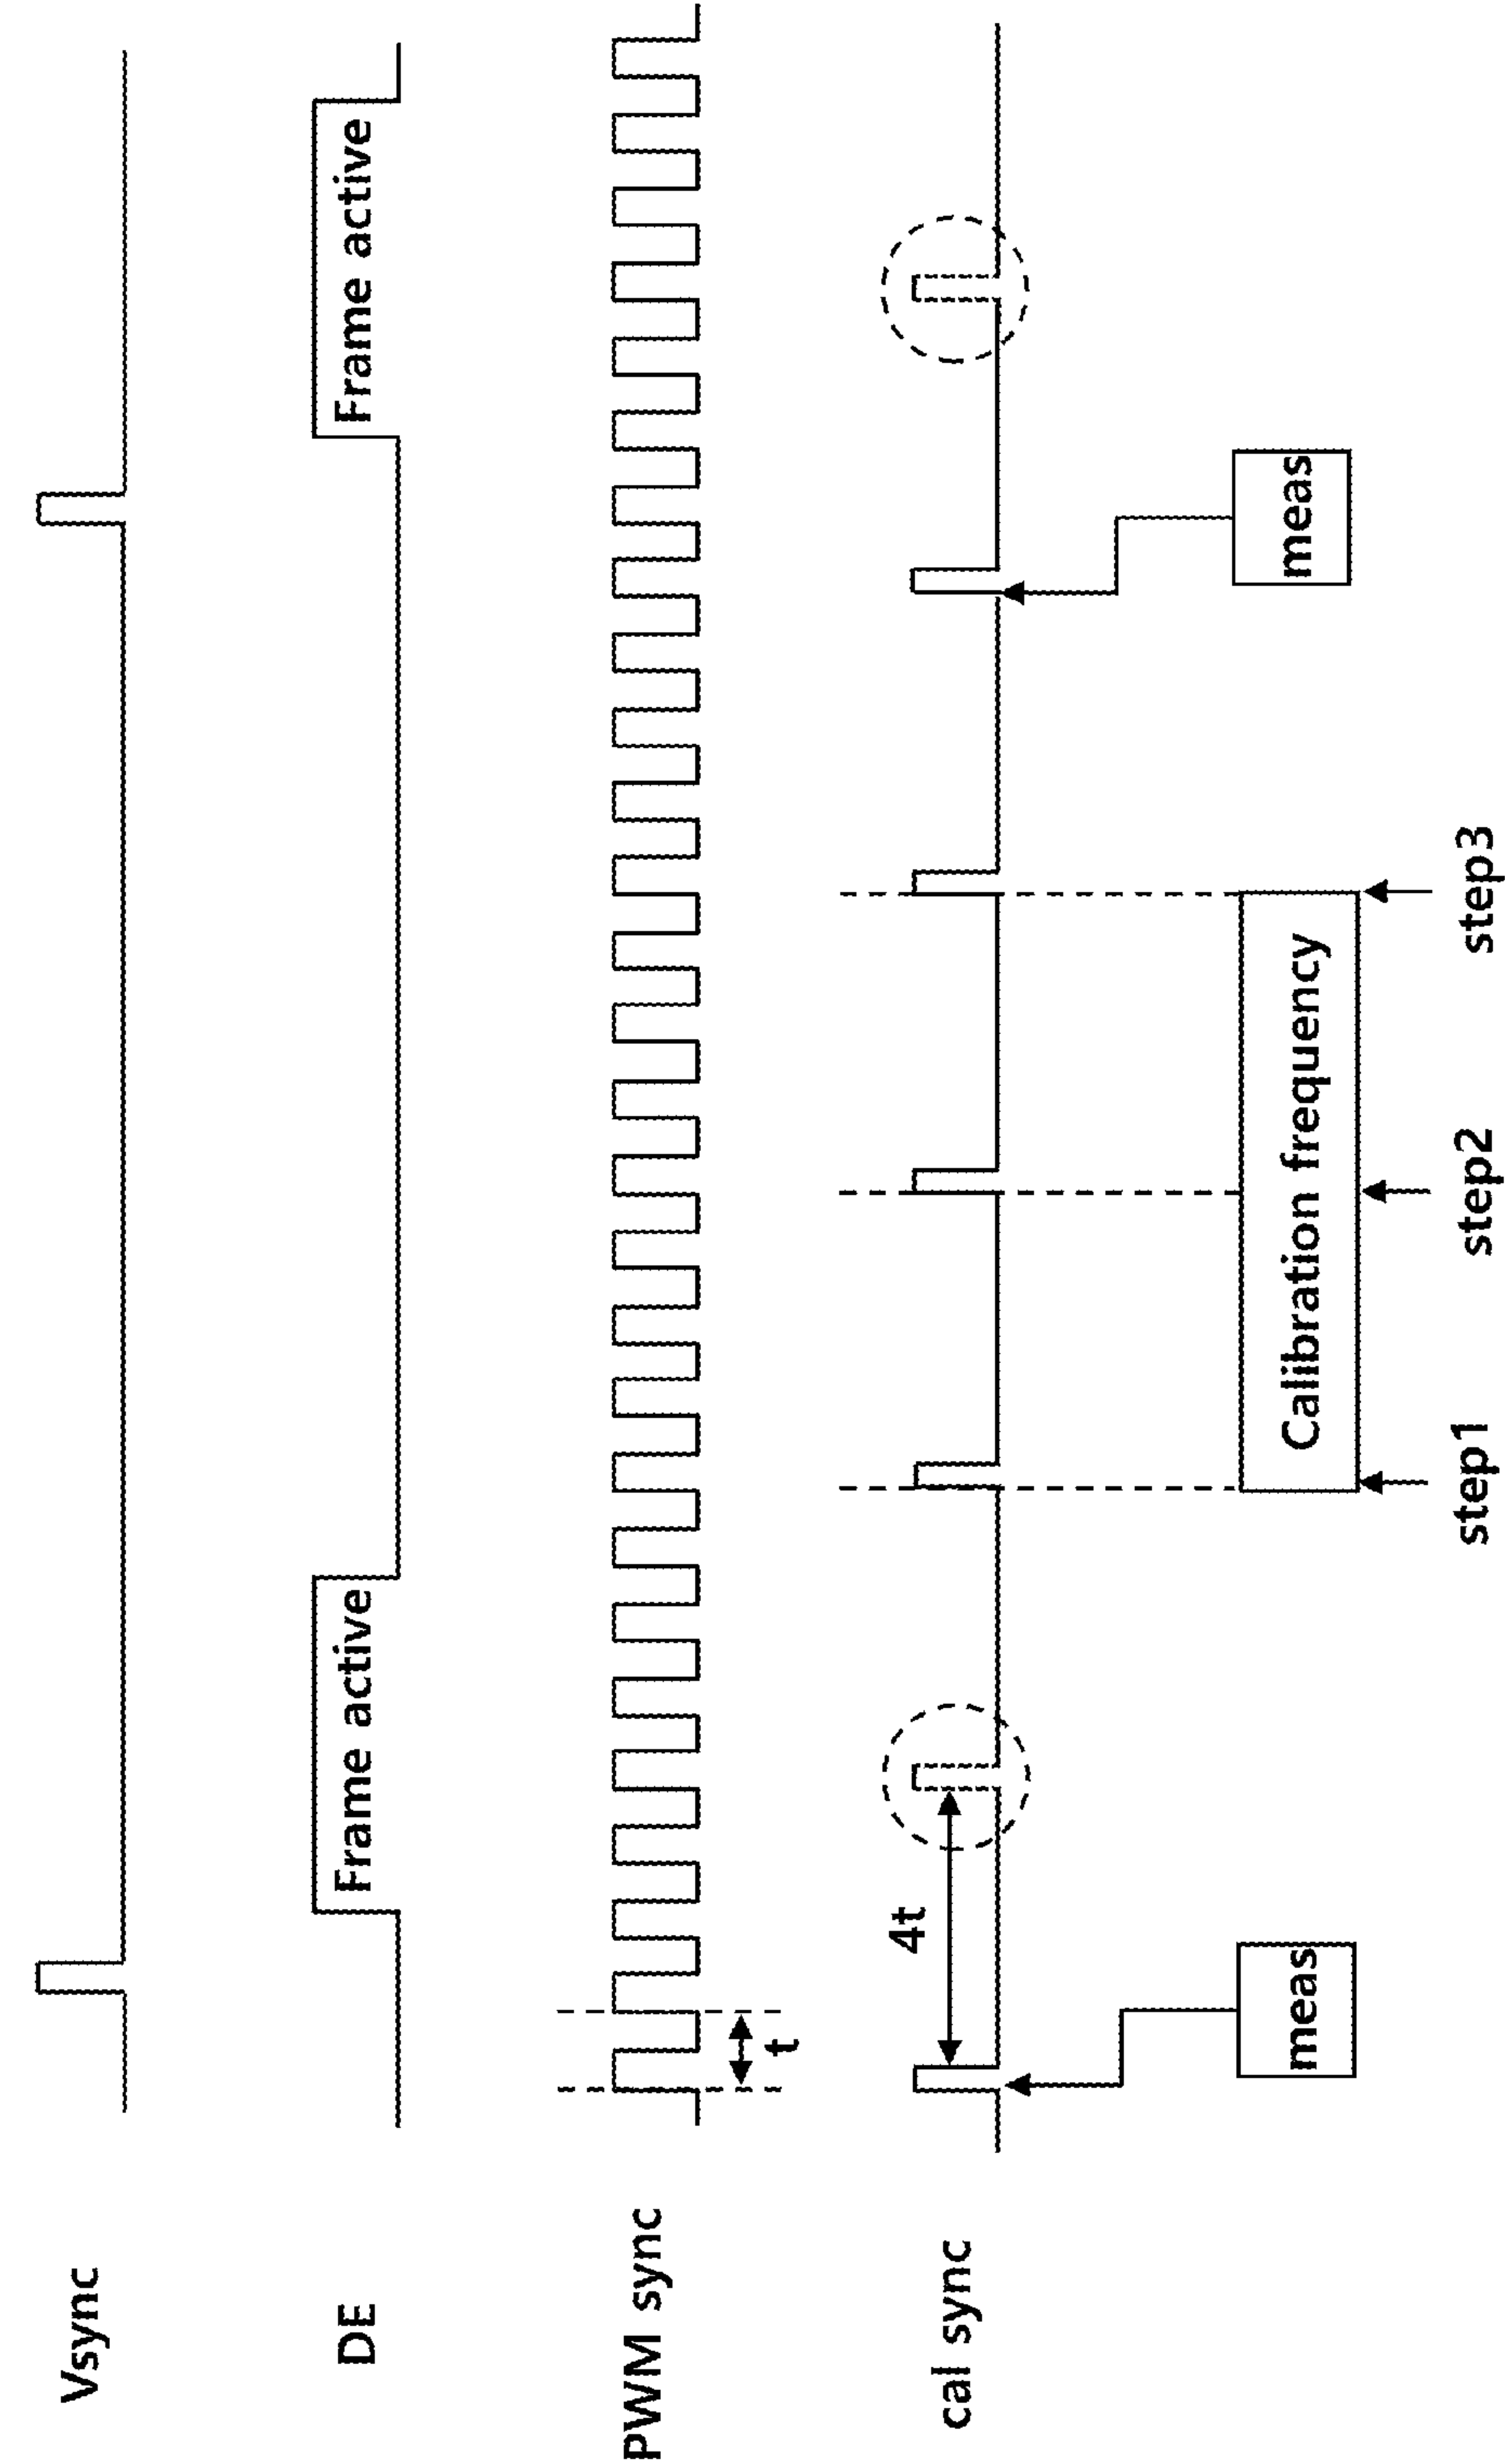 Vsync
DE
Frame active
Frame active
PWM sync
t
cal sync
4t
meas
Calibration frequency
meas
step1
step2
step3